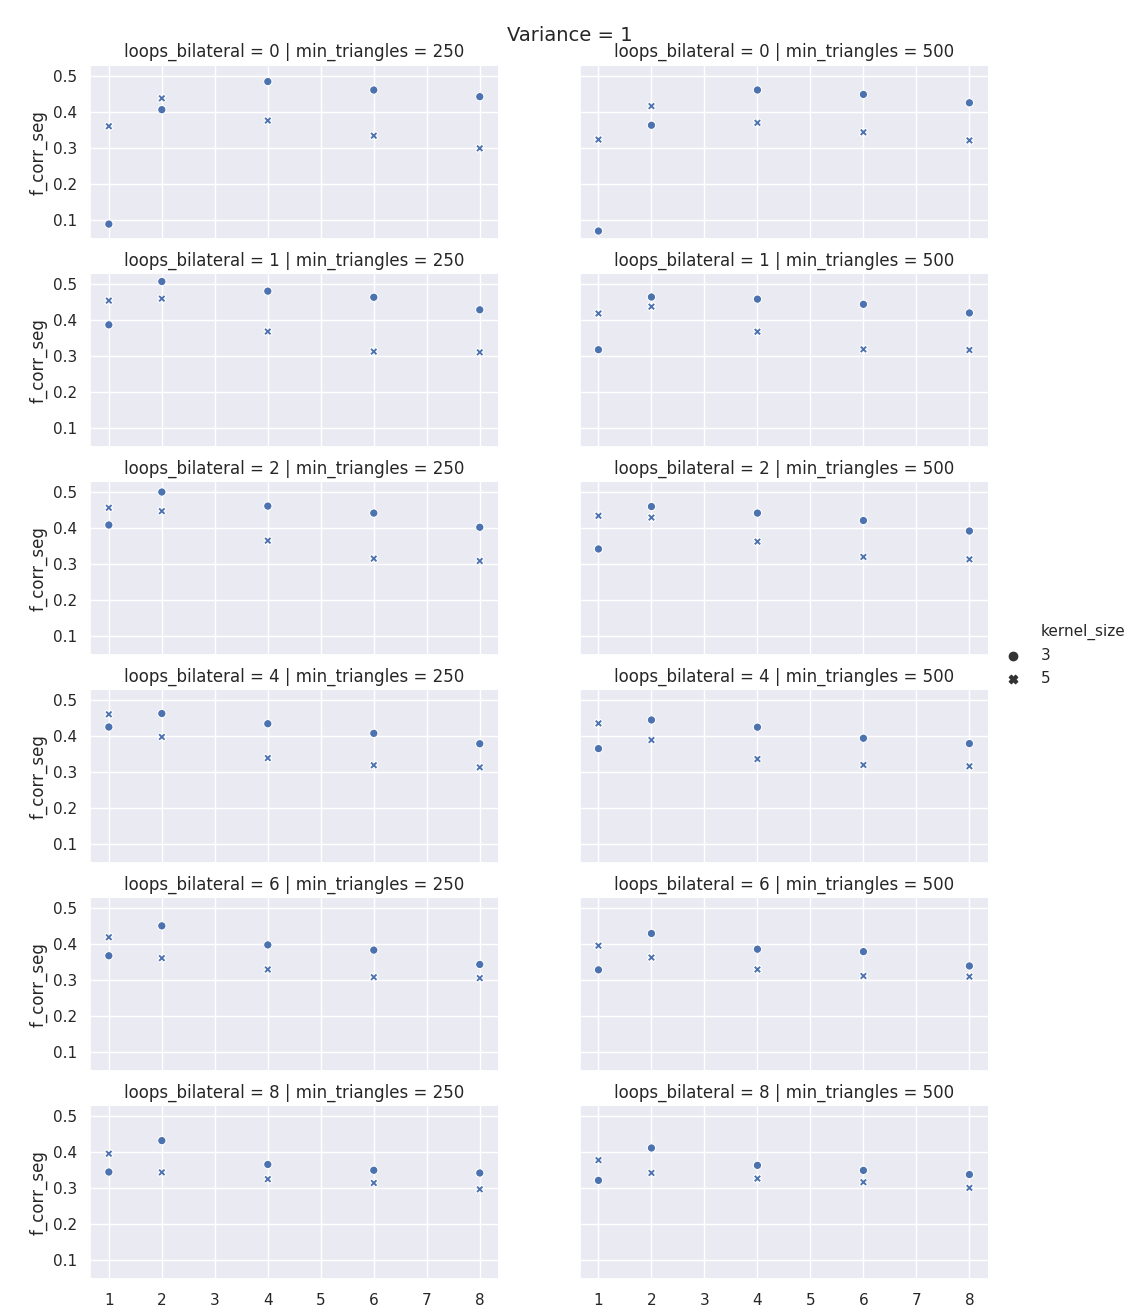 Variance = 1
loops_bilateral = 0 | min_triangles = 250
loops_bilateral = 0 | min_triangles = 500
0.5
0.4
0.3
0.2
0.1
f_corr_seg
loops_bilateral = 1 | min_triangles = 250
loops_bilateral = 1 | min_triangles = 500
0.5
0.4
0.3
0.2
0.1
f_corr_seg
loops_bilateral = 2 | min_triangles = 250
loops_bilateral = 2 | min_triangles = 500
0.5
0.4
0.3
0.2
0.1
f_corr_seg
kernel_size
3
5
loops_bilateral = 4 | min_triangles = 250
loops_bilateral = 4 | min_triangles = 500
0.5
0.4
0.3
0.2
0.1
f_corr_seg
loops_bilateral = 6 | min_triangles = 250
loops_bilateral = 6 | min_triangles = 500
0.5
0.4
0.3
0.2
0.1
f_corr_seg
loops_bilateral = 8 | min_triangles = 250
loops_bilateral = 8 | min_triangles = 500
0.5
0.4
0.3
0.2
0.1
f_corr_seg
1 2 3 4 5 6 7 8
1 2 3 4 5 6 7 8